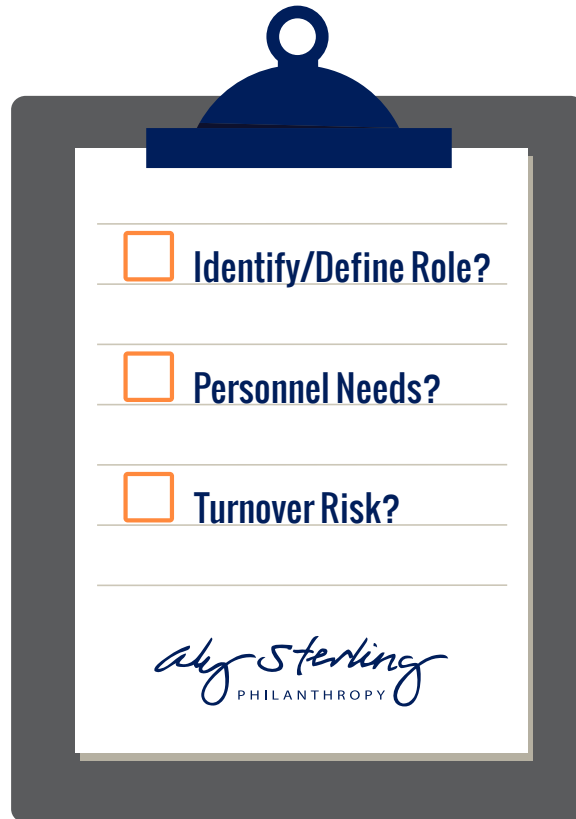 Identify/Define Role?
Personnel Needs?
Turnover Risk?
aly sterling
PHILANTHROPY